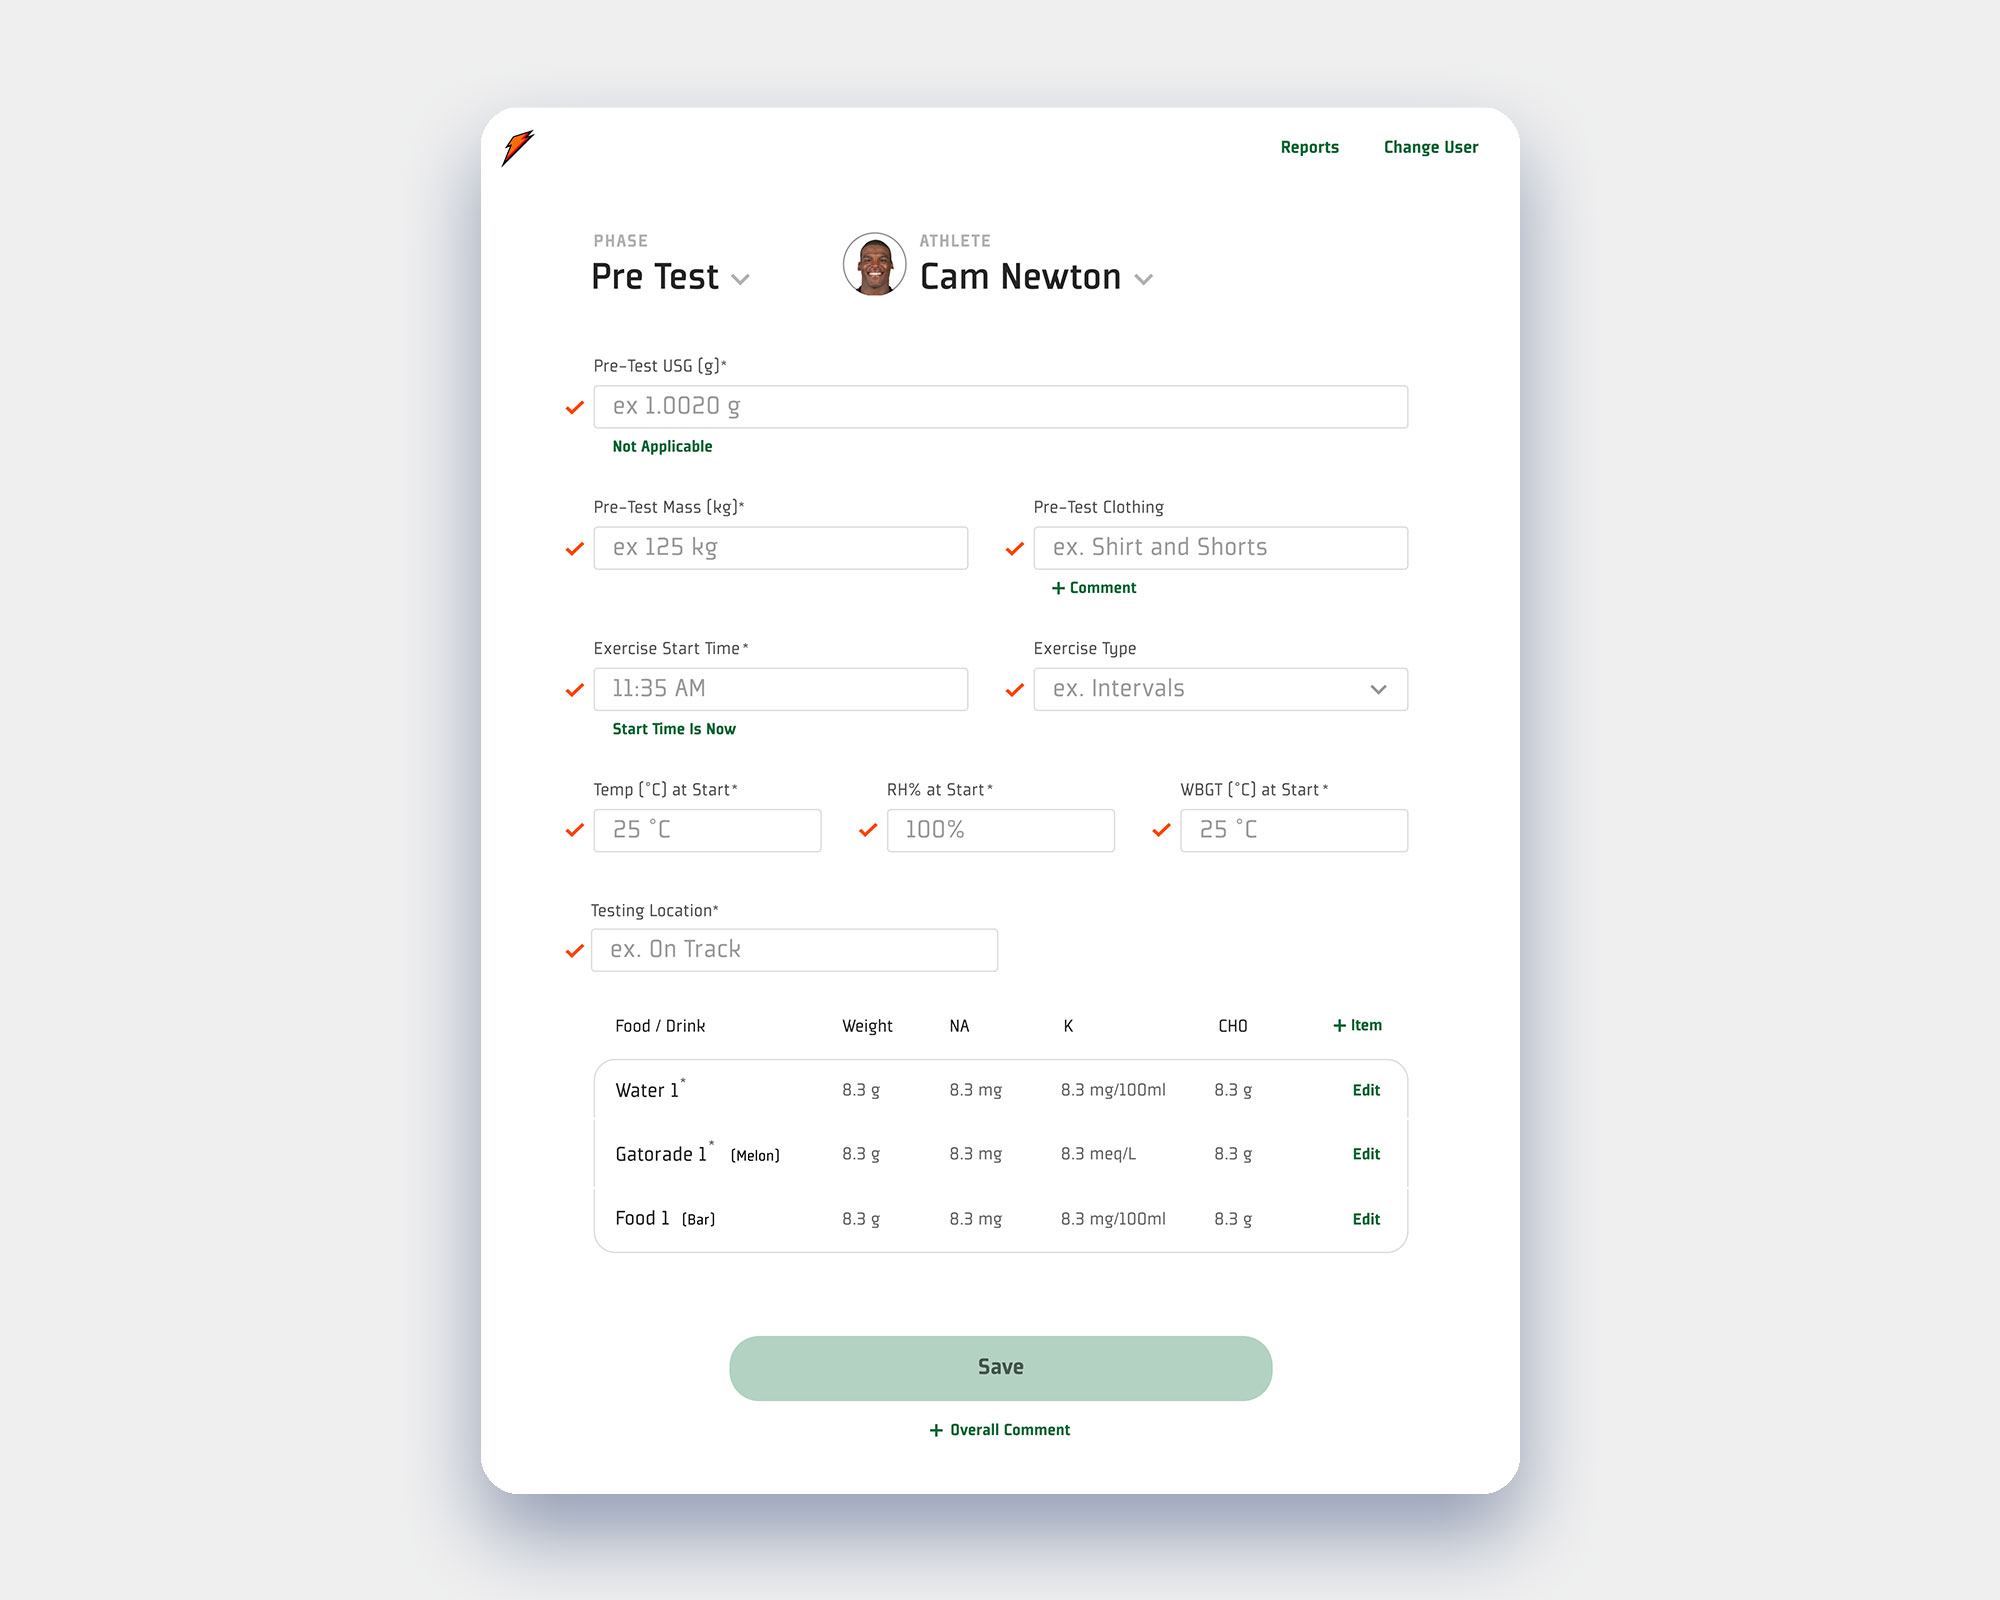 Reports Change User
PHASE
Pre Test
ATHLETE
Cam Newton
Pre-Test USG (g)*
ex 1.0020 g
Not Applicable
Pre-Test Mass (kg)*
ex 125 kg
Pre-Test Clothing
ex. Shirt and Shorts
+ Comment
Exercise Start Time*
11:35 AM
Start Time Is Now
Exercise Type
ex. Intervals
Temp (°C) at Start*
25 °C
RH% at Start*
100%
WBGT (°C) at Start*
25 °C
Testing Location*
ex. On Track
Food / Drink Weight NA K CHO + Item
Water 1* 8.3 g 8.3 mg 8.3 mg/100ml 8.3 g Edit
Gatorade 1* (Melon) 8.3 g 8.3 mg 8.3 meq/L 8.3 g Edit
Food 1 (Bar) 8.3 g 8.3 mg 8.3 mg/100ml 8.3 g Edit
Save
+ Overall Comment